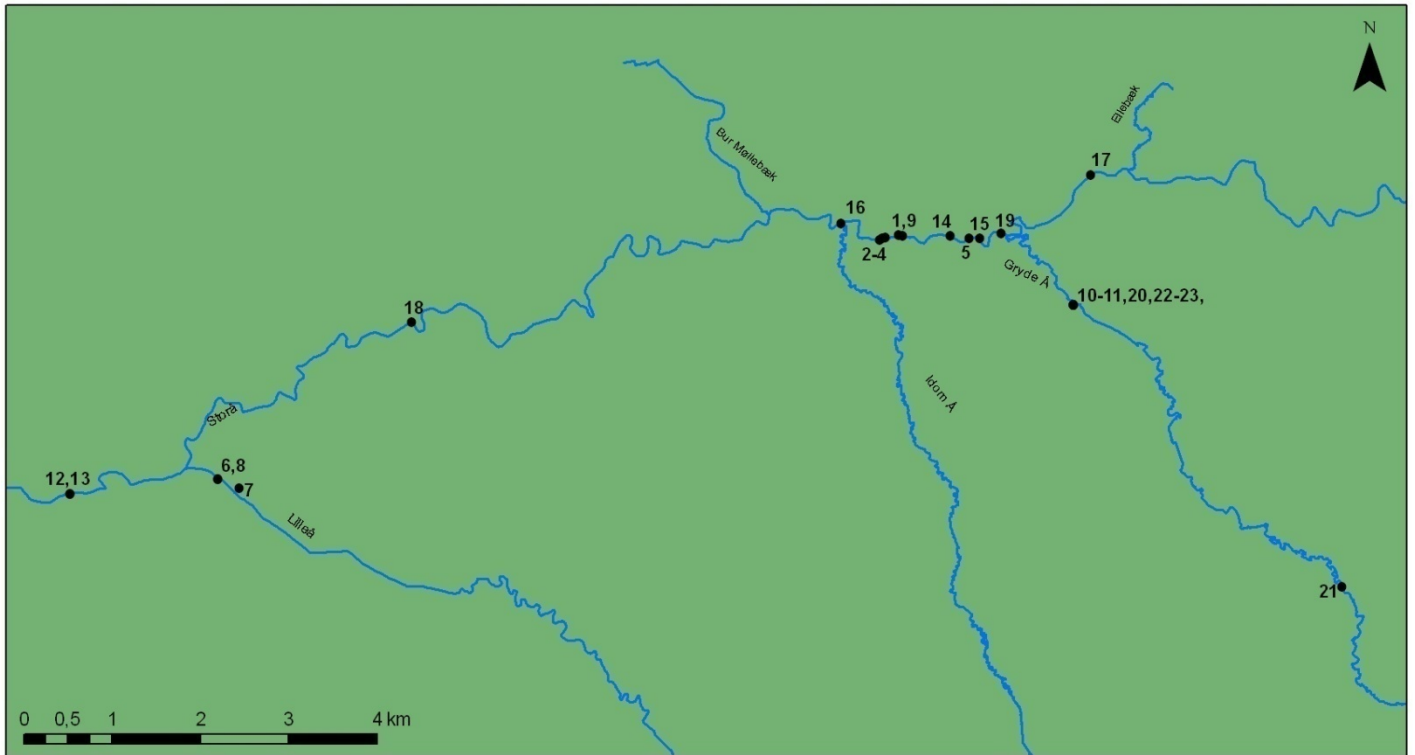 N
Ellebæk
Bur Møllebæk
17
16
1,9
14
15
19
2-4
5
Gryde Å
10-11,20,22-23,
18
Idom Å
Storå
6,8
12,13
7
Lilleå
21
0 0,5 1 2 3 4 km